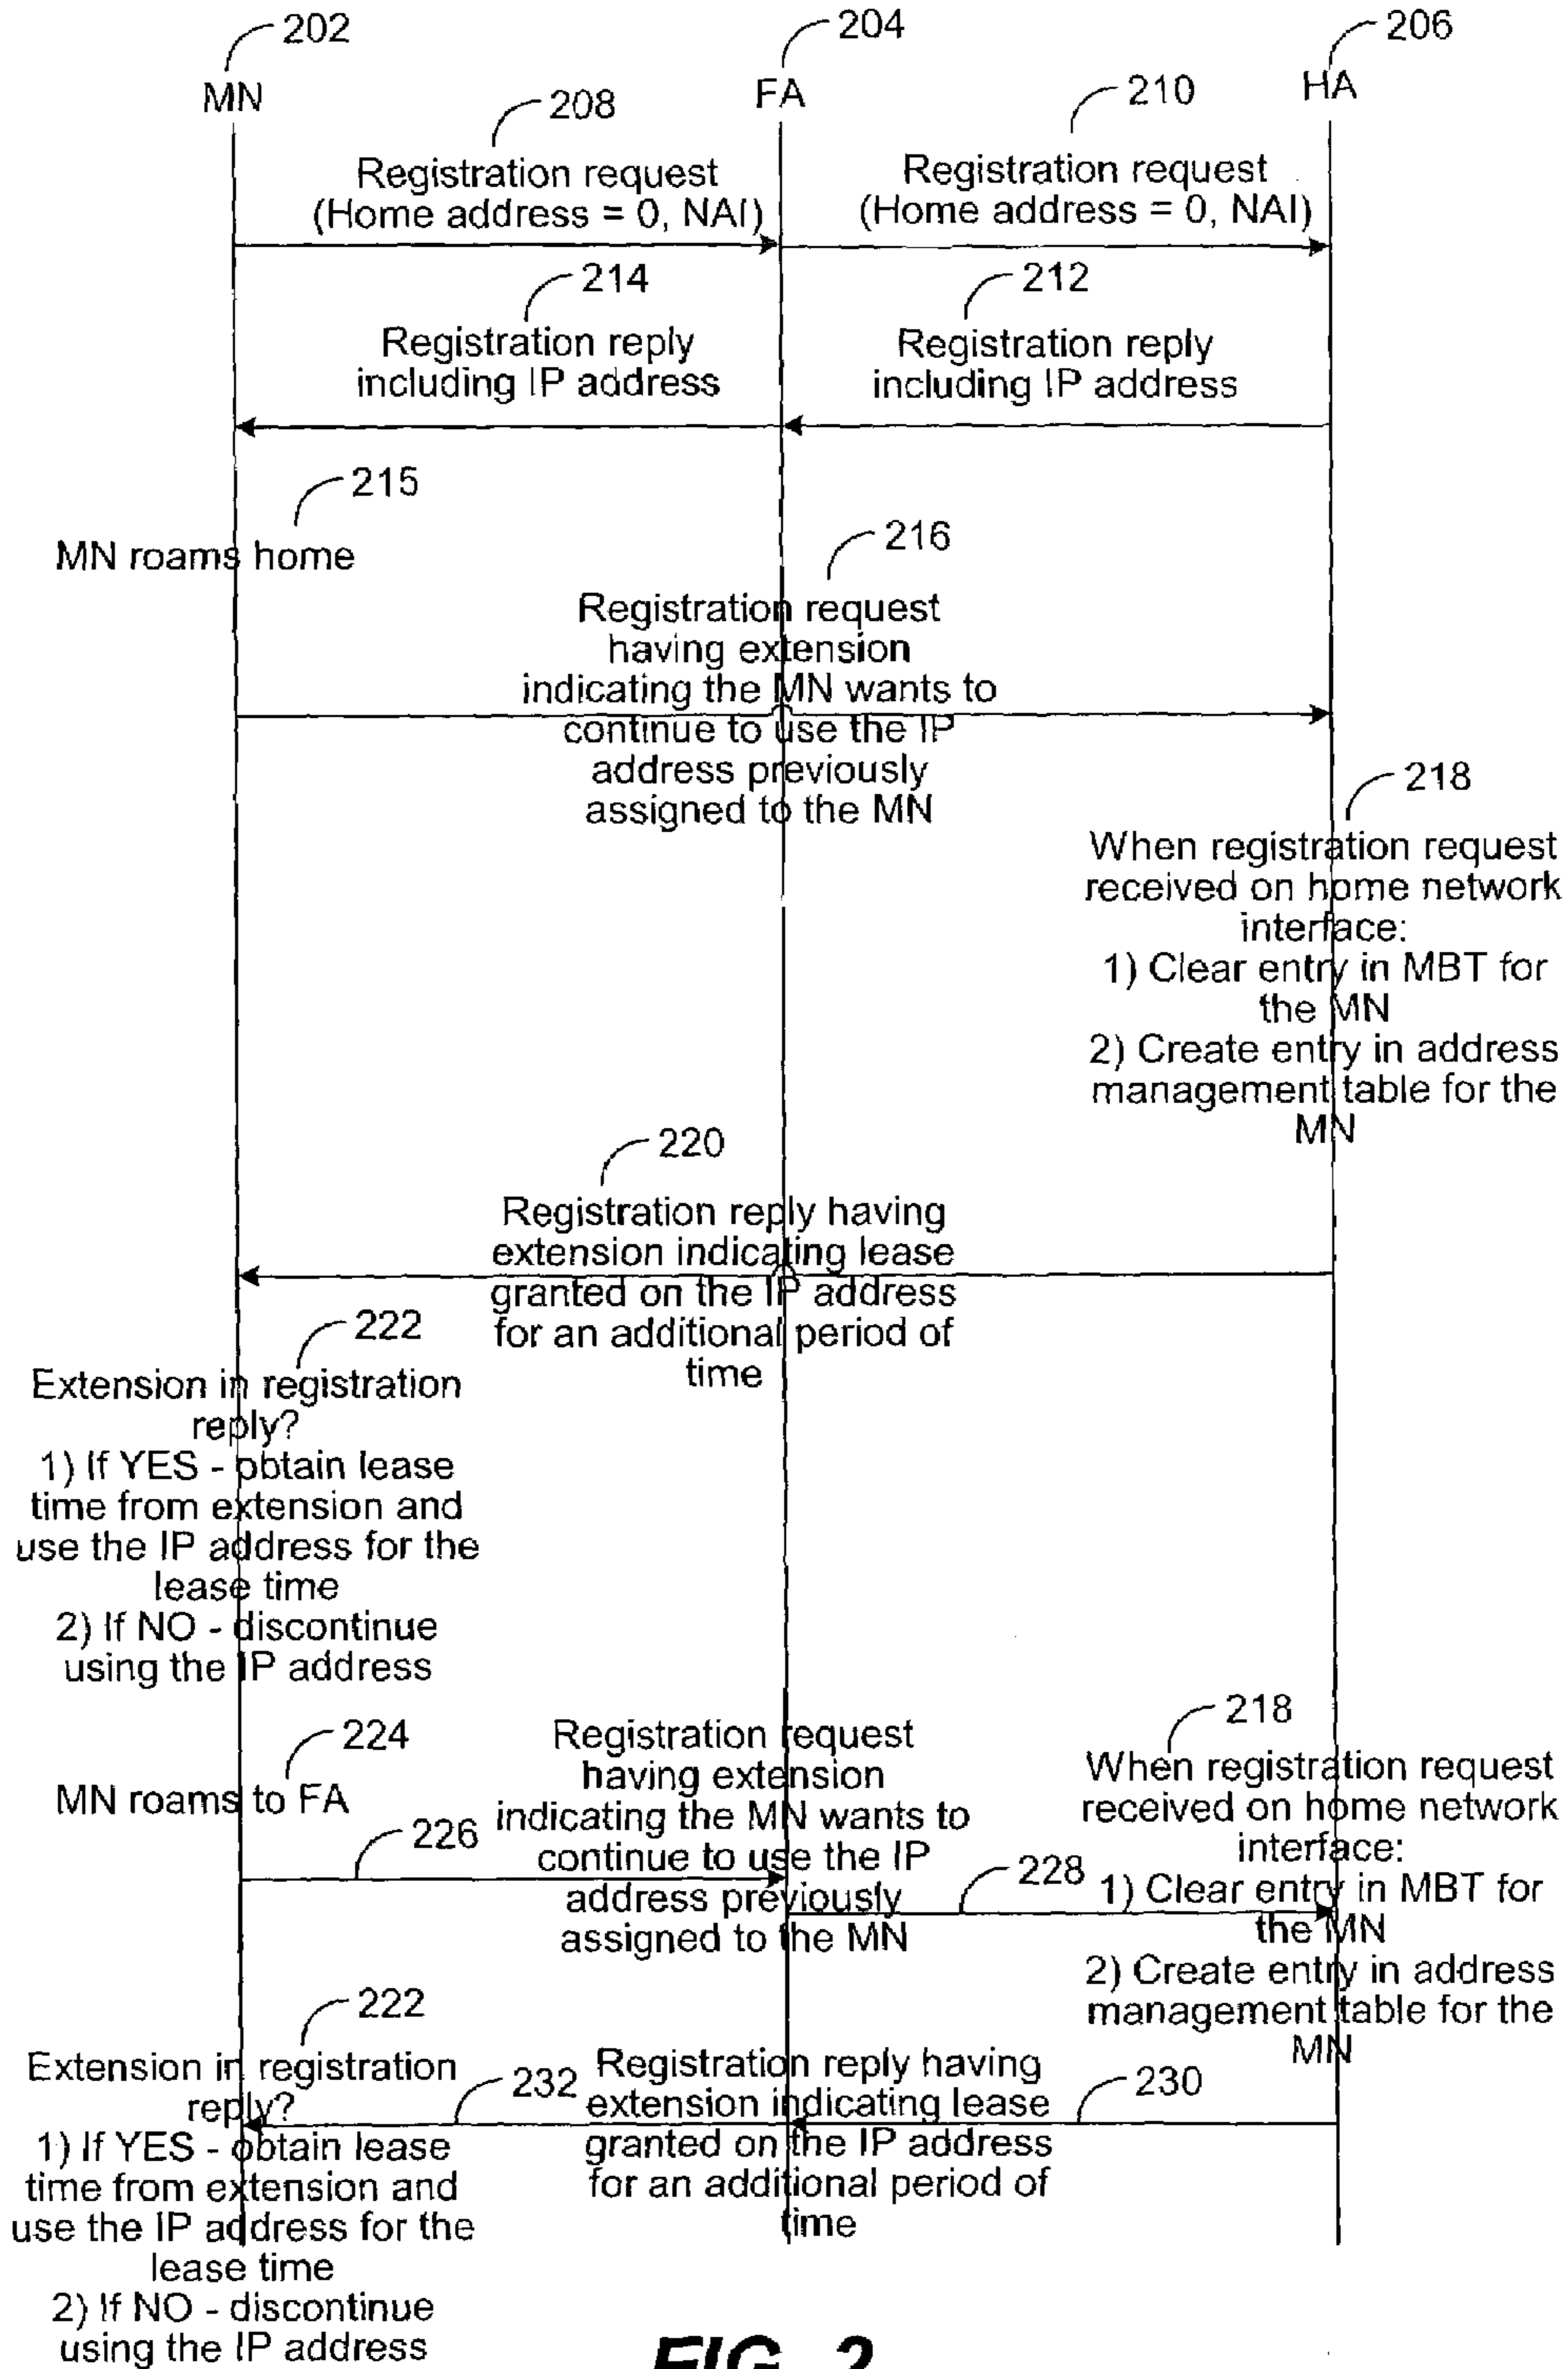 202
204
206
MN
FA
HA
208
210
Registration request
(Home address = 0, NAI)
Registration request
(Home address = 0, NAI)
214
212
Registration reply
including IP address
Registration reply
including IP address
215
MN roams home
216
Registration request
having extension
indicating the MN wants to
continue to use the IP
address previously
assigned to the MN
218
When registration request
received on home network
interface:
1) Clear entry in MBT for
the MN
2) Create entry in address
management table for the
MN
220
Registration reply having
extension indicating lease
granted on the IP address
for an additional period of
time
222
Extension in registration
reply?
1) If YES - obtain lease
time from extension and
use the IP address for the
lease time
2) If NO - discontinue
using the IP address
224
MN roams to FA
226
Registration request
having extension
indicating the MN wants to
continue to use the IP
address previously
assigned to the MN
228
218
When registration request
received on home network
interface:
1) Clear entry in MBT for
the MN
2) Create entry in address
management table for the
MN
222
Extension in registration
reply?
1) If YES - obtain lease
time from extension and
use the IP address for the
lease time
2) If NO - discontinue
using the IP address
232
Registration reply having
extension indicating lease
granted on the IP address
for an additional period of
time
230
FIG. 2